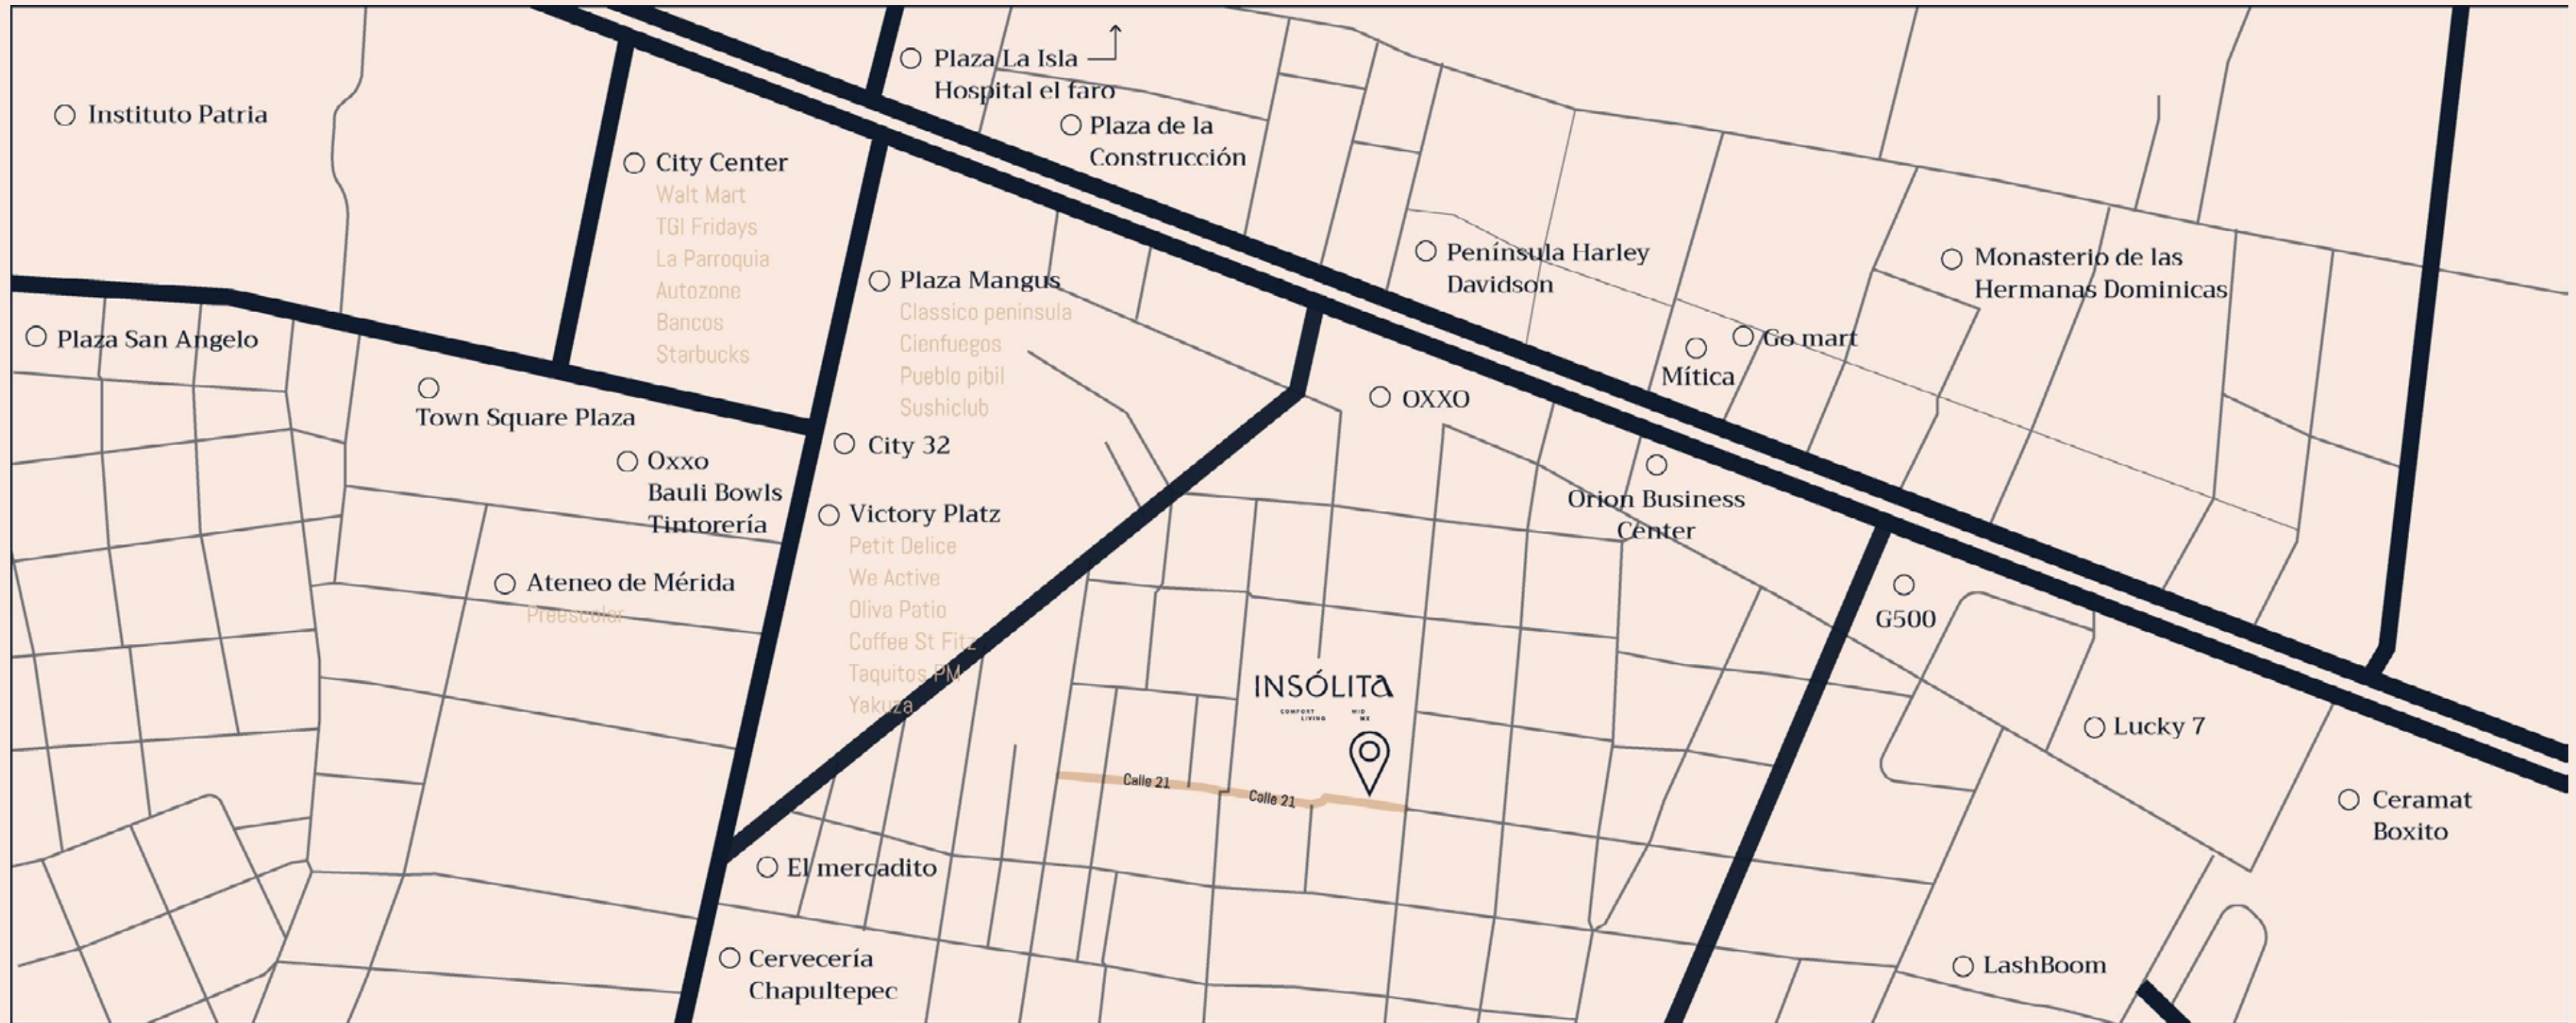 Plaza La Isla
Hospital el faro
Instituto Patria
Plaza de la
Construcción
City Center
Walt Mart
TGI Fridays
La Parroquia
Autozone
Bancos
Starbucks
Plaza Mangus
Classico peninsula
Cienfuegos
Pueblo pibil
Sushiclub
Península Harley
Davidson
Monasterio de las
Hermanas Dominicas
Plaza San Angelo
Go mart
Mítica
Town Square Plaza
OXXO
City 32
Oxxo
Bauli Bowls
Tintorería
Orion Business
Center
Victory Platz
Petit Delice
We Active
Oliva Patio
Coffee St Fitz
Taquitos PM
Yakuza
Ateneo de Mérida
Preescolar
G500
INSÓLITa
COMFORT
LIVING
MID
MX
Lucky 7
Calle 21
Calle 21
Ceramat
Boxito
El mercadito
Cervecería
Chapultepec
LashBoom